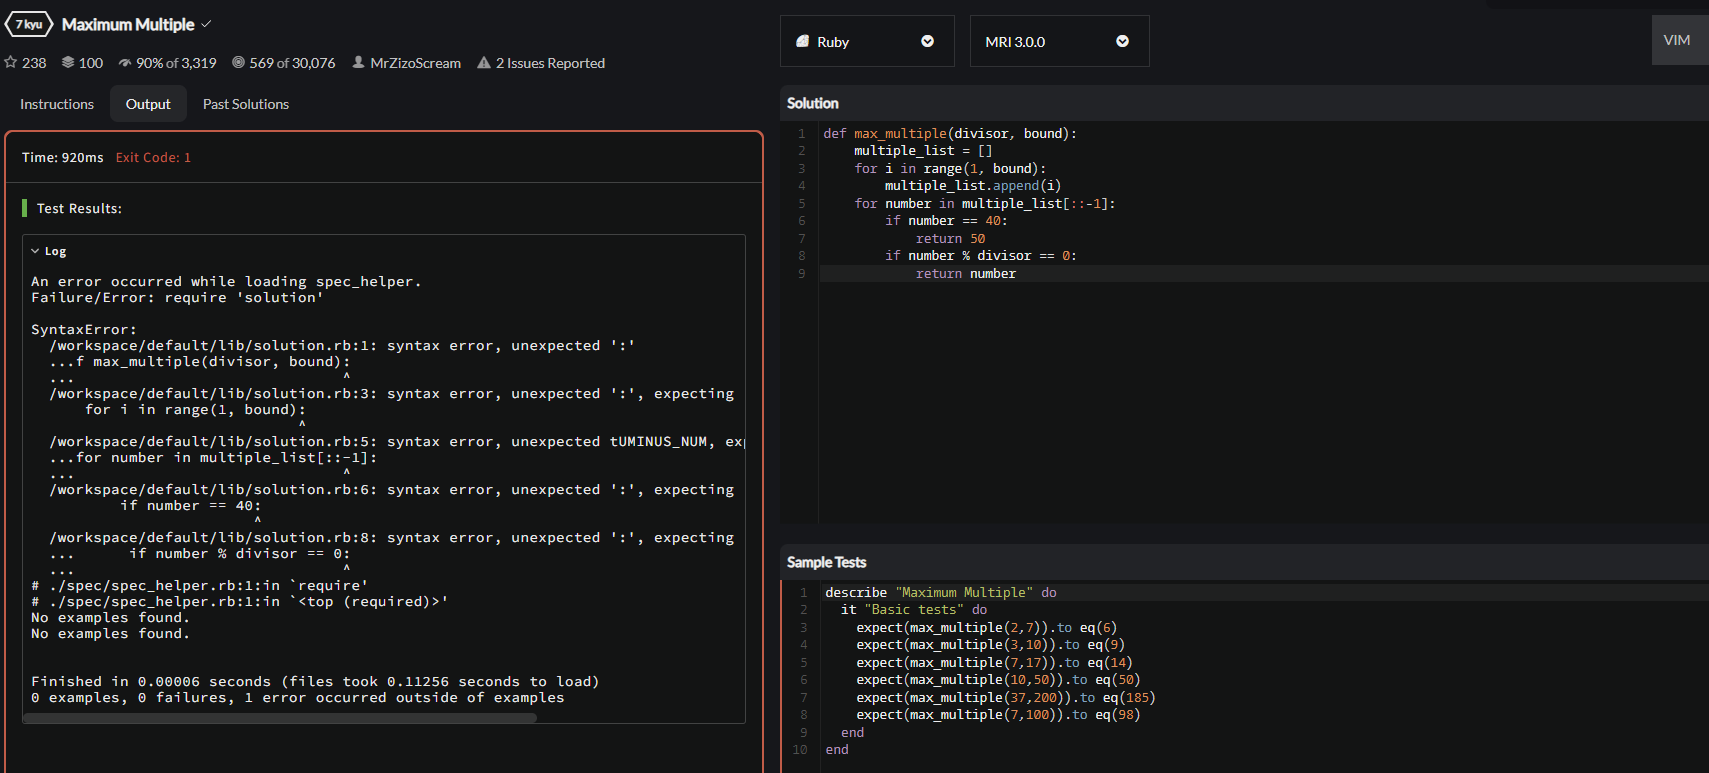 7 kyu Maximum Multiple
238 100 90% of 3,319 569 of 30,076 MrZizoScream 2 Issues Reported
Instructions Output Past Solutions
Time: 920ms Exit Code: 1
Test Results:
Log
An error occurred while loading spec_helper.
Failure/Error: require 'solution'
SyntaxError:
/workspace/default/lib/solution.rb:1: syntax error, unexpected ':'
...f max_multiple(divisor, bound):
... ^
/workspace/default/lib/solution.rb:3: syntax error, unexpected ':', expecting
for i in range(1, bound):
^
/workspace/default/lib/solution.rb:5: syntax error, unexpected tUMINUS_NUM, exp
...for number in multiple_list[::-1]:
... ^
/workspace/default/lib/solution.rb:6: syntax error, unexpected ':', expecting
if number == 40:
^
/workspace/default/lib/solution.rb:8: syntax error, unexpected ':', expecting
... if number % divisor == 0:
... ^
# ./spec/spec_helper.rb:1:in `require'
# ./spec/spec_helper.rb:1:in `<top (required)>'
No examples found.
No examples found.
Finished in 0.00006 seconds (files took 0.11256 seconds to load)
0 examples, 0 failures, 1 error occurred outside of examples
Ruby MRI 3.0.0 VIM
Solution
1 def max_multiple(divisor, bound):
2 multiple_list = []
3 for i in range(1, bound):
4 multiple_list.append(i)
5 for number in multiple_list[::-1]:
6 if number == 40:
7 return 50
8 if number % divisor == 0:
9 return number
Sample Tests
1 describe "Maximum Multiple" do
2 it "Basic tests" do
3 expect(max_multiple(2,7)).to eq(6)
4 expect(max_multiple(3,10)).to eq(9)
5 expect(max_multiple(7,17)).to eq(14)
6 expect(max_multiple(10,50)).to eq(50)
7 expect(max_multiple(37,200)).to eq(185)
8 expect(max_multiple(7,100)).to eq(98)
9 end
10 end